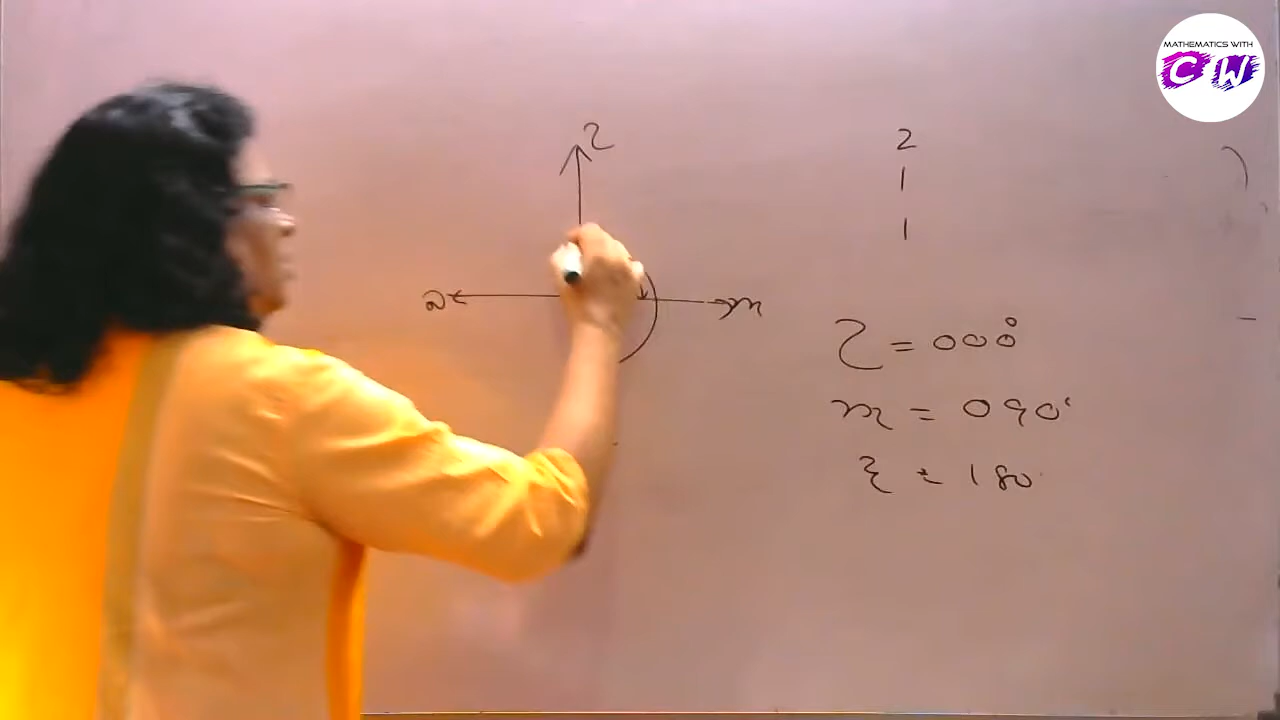 උ
බ
නැ
උ = 000°
නැ = 090°
ද = 180°
MATHEMATICS WITH
CW